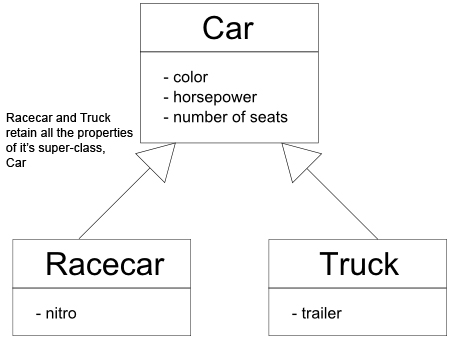 Car
- color
- horsepower
- number of seats
Racecar and Truck
retain all the properties
of it's super-class,
Car
Racecar
- nitro
Truck
- trailer